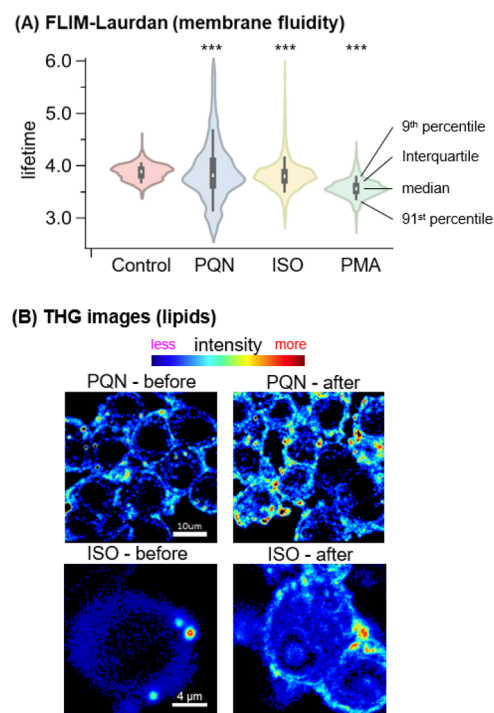 (A) FLIM-Laurdan (membrane fluidity)
*** *** ***
6.0
4.0
3.0
lifetime
9th percentile
Interquartile
median
91st percentile
Control PQN ISO PMA
(B) THG images (lipids)
less intensity more
PQN - before PQN - after
10um
ISO - before ISO - after
4 µm